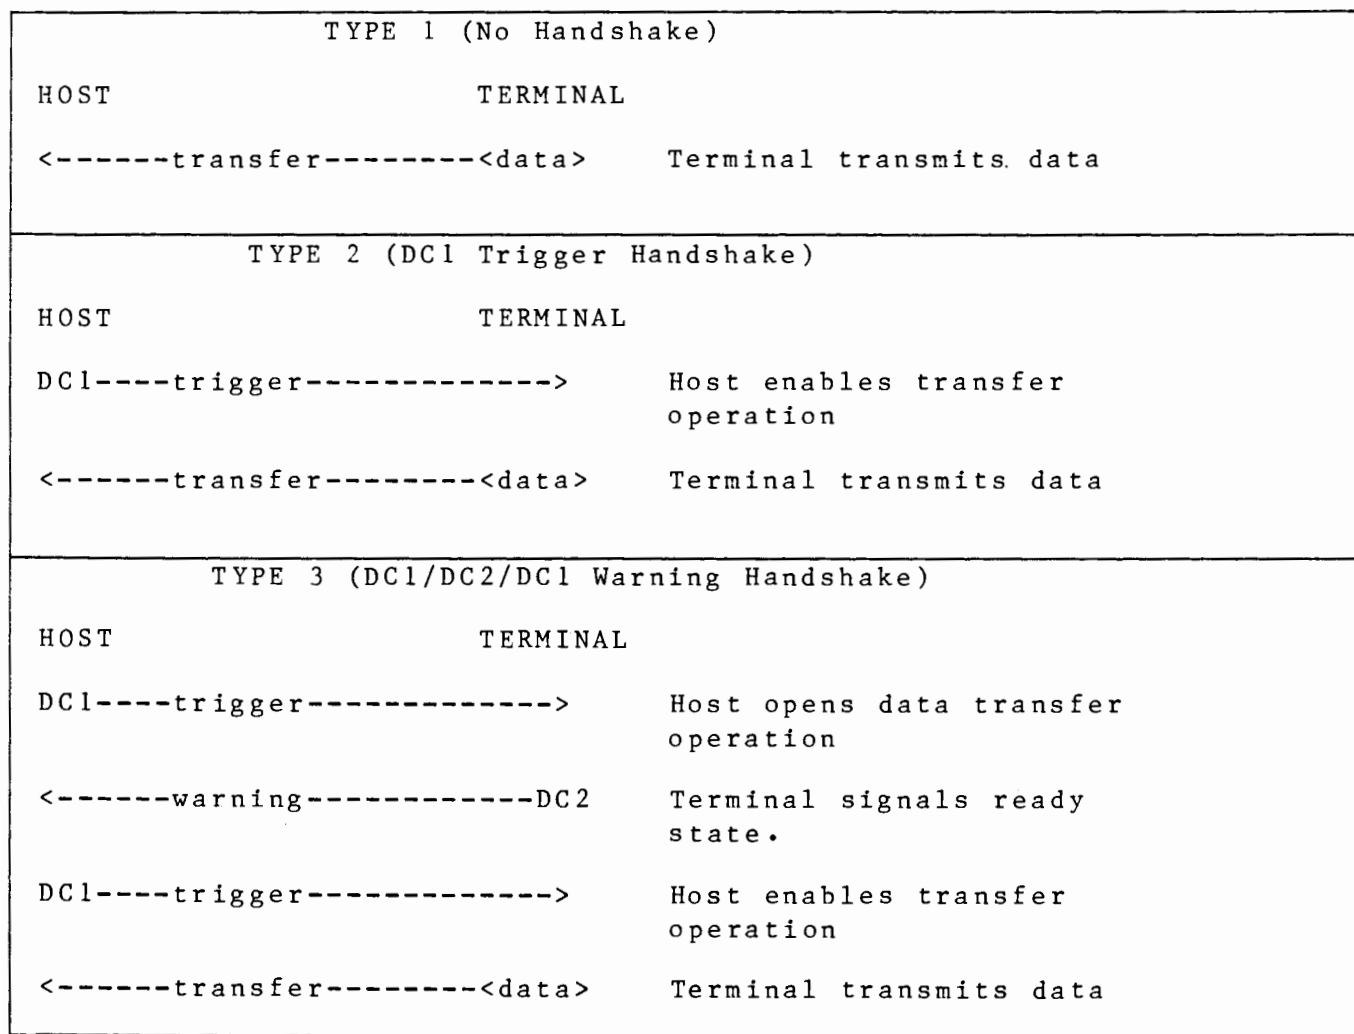 TYPE 1 (No Handshake)
HOST TERMINAL
<------transfer--------<data> Terminal transmits data
TYPE 2 (DC1 Trigger Handshake)
HOST TERMINAL
DC1----trigger-------------> Host enables transfer
operation
<------transfer--------<data> Terminal transmits data
TYPE 3 (DC1/DC2/DC1 Warning Handshake)
HOST TERMINAL
DC1----trigger-------------> Host opens data transfer
operation
<------warning------------DC2 Terminal signals ready
state.
DC1----trigger-------------> Host enables transfer
operation
<------transfer--------<data> Terminal transmits data